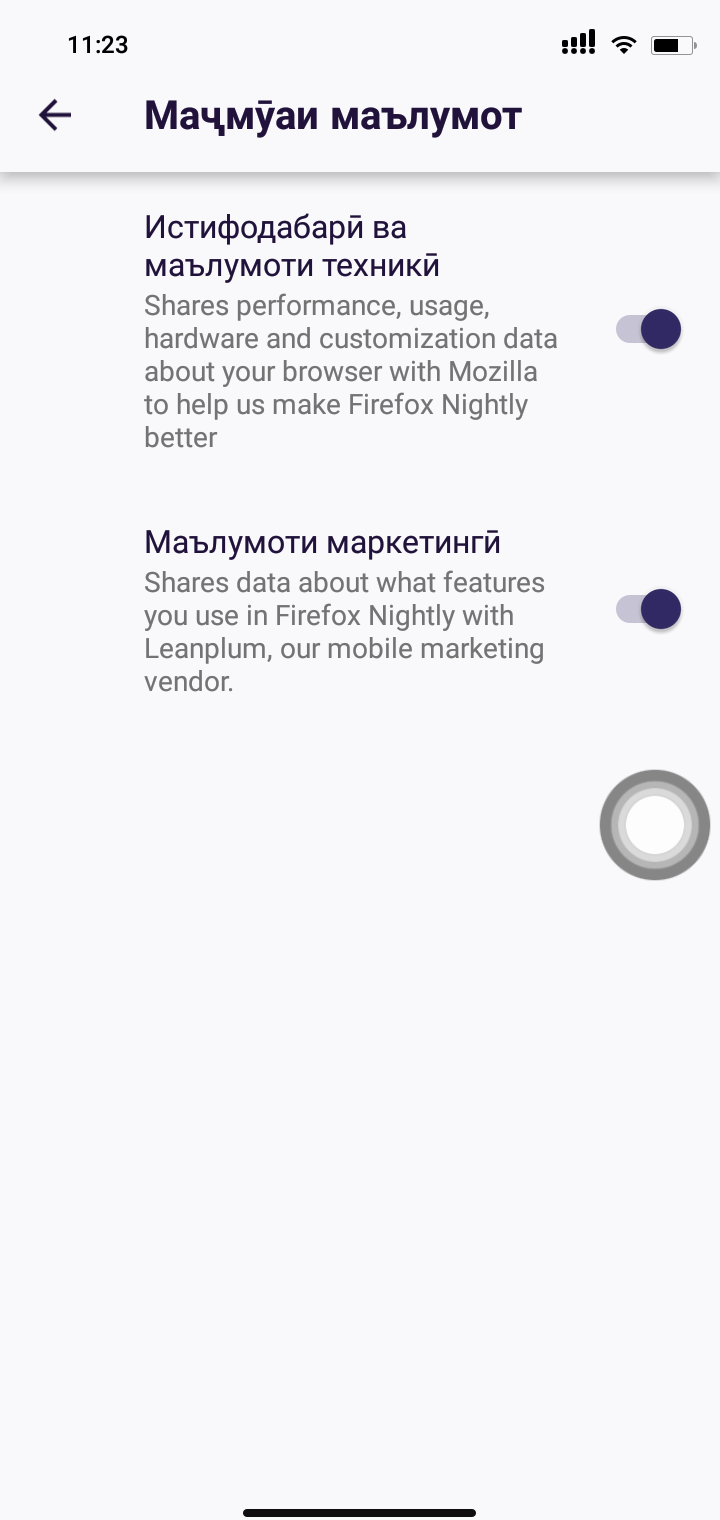 11:23
Маҷмӯаи маълумот
Истифодабарӣ ва
маълумоти техникӣ
Shares performance, usage,
hardware and customization data
about your browser with Mozilla
to help us make Firefox Nightly
better
Маълумоти маркетингӣ
Shares data about what features
you use in Firefox Nightly with
Leanplum, our mobile marketing
vendor.